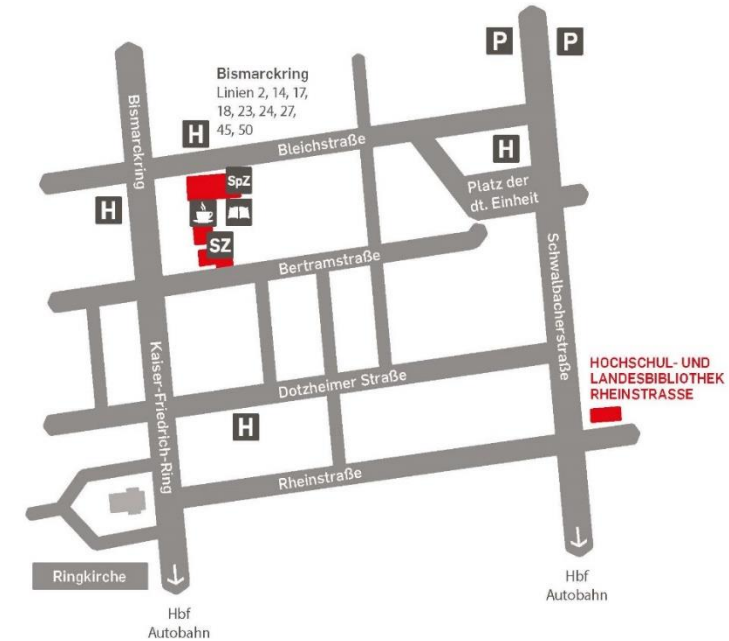 P
P
Bismarckring
Linien 2, 14, 17,
18, 23, 24, 27,
45, 50
H
Bismarckring
Bleichstraße
H
SpZ
Platz der
dt. Einheit
H
SZ
Bertramstraße
Schwalbacherstraße
Kaiser-Friedrich-Ring
HOCHSCHUL- UND
LANDESBIBLIOTHEK
RHEINSTRASSE
Dotzheimer Straße
H
Rheinstraße
Ringkirche
Hbf
Autobahn
Hbf
Autobahn